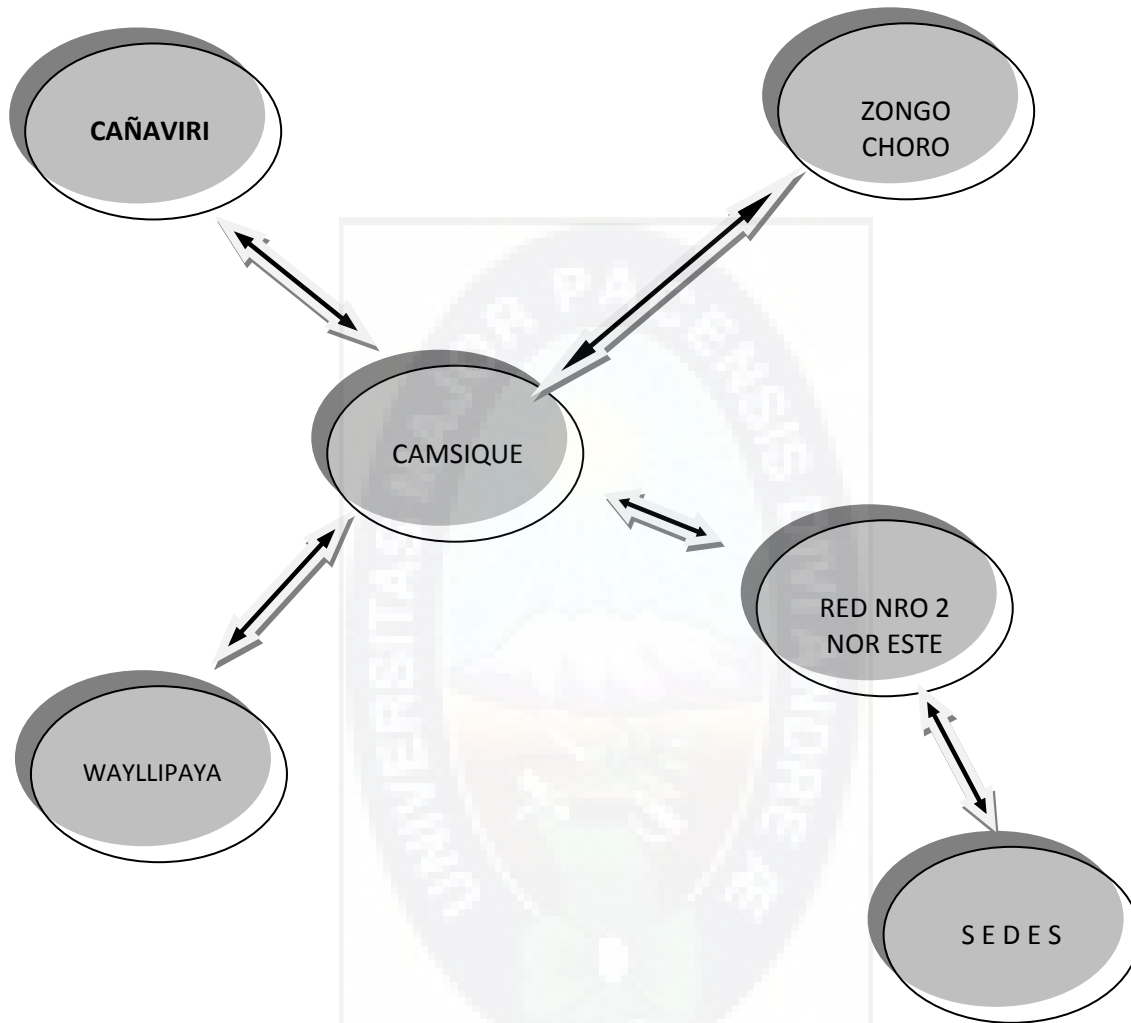 CAÑAVIRI
ZONGO
CHORO
CAMSIQUE
RED NRO 2
NOR ESTE
WAYLLIPAYA
S E D E S